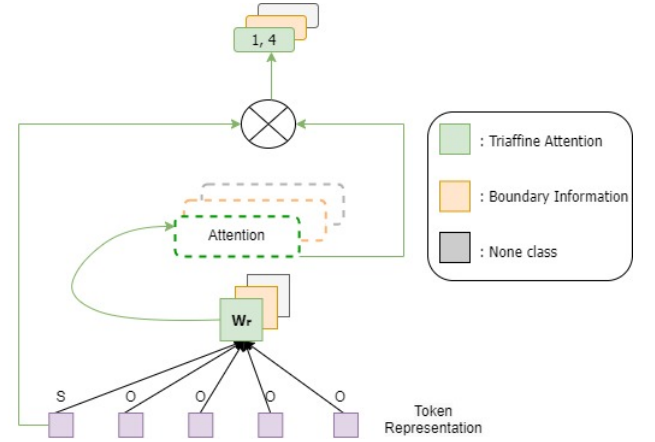 1, 4
: Triaffine Attention
: Boundary Information
: None class
Attention
Wr
S O O O O
Token
Representation